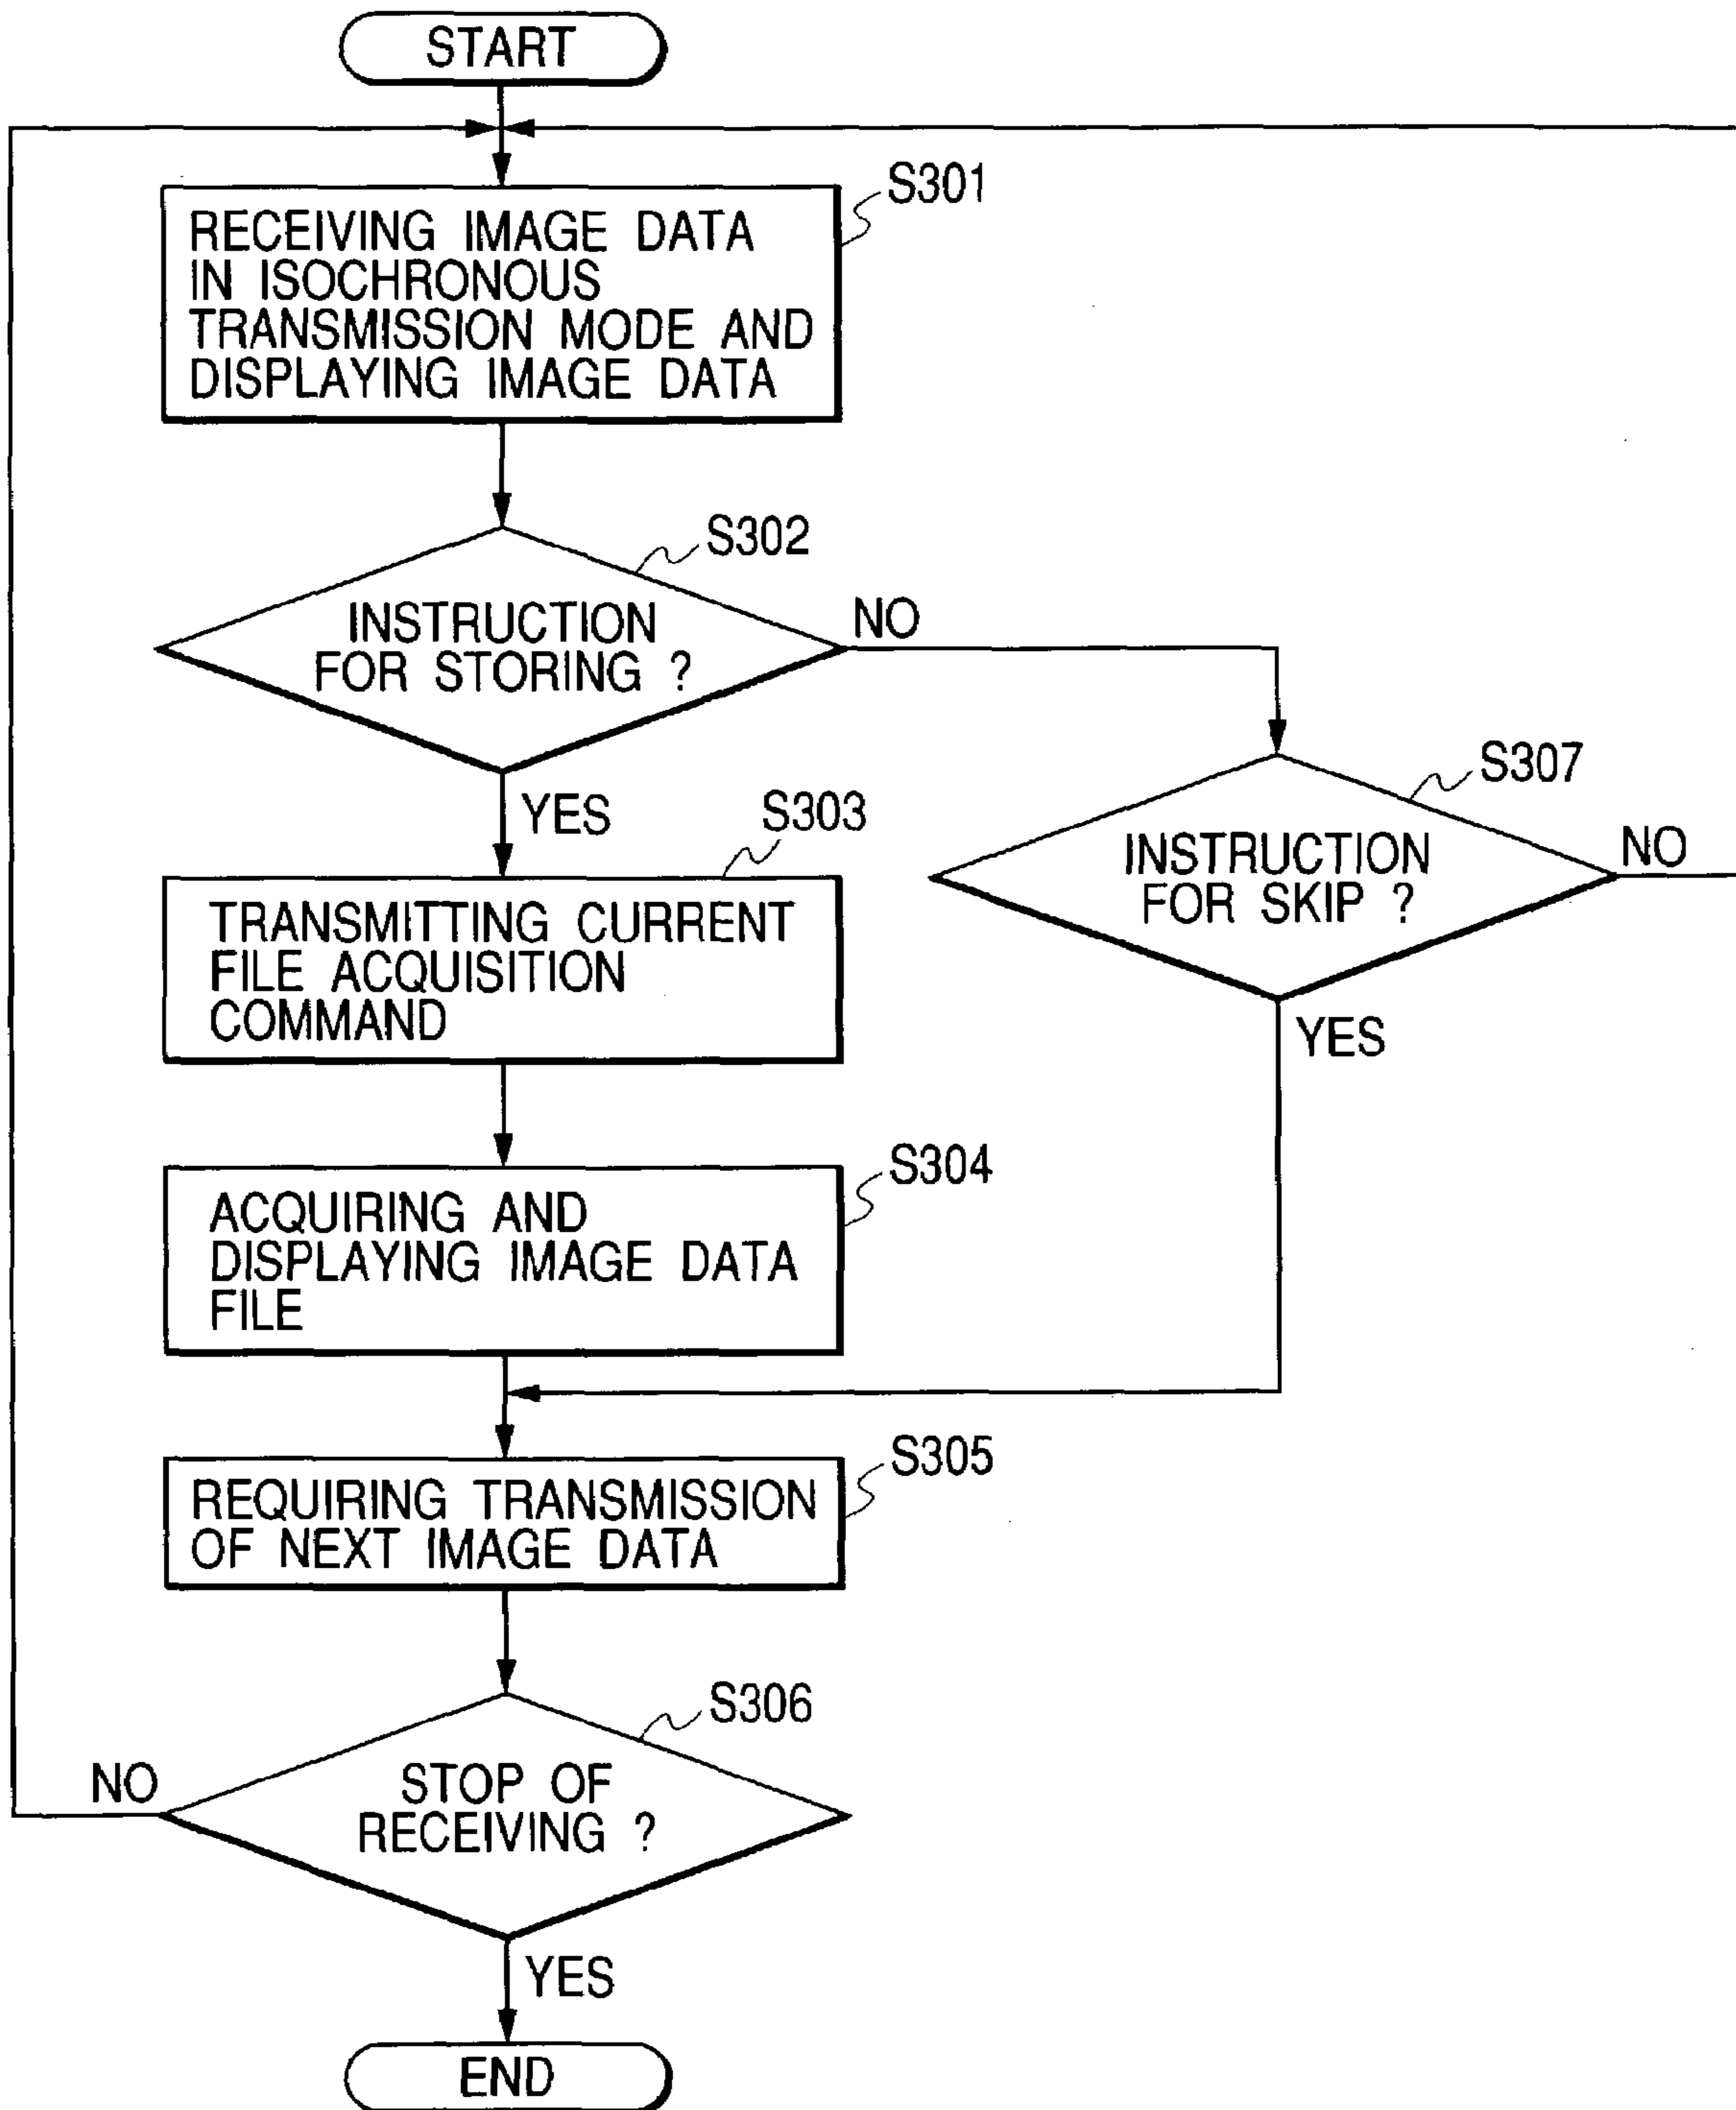 START
S301
RECEIVING IMAGE DATA
IN ISOCHRONOUS
TRANSMISSION MODE AND
DISPLAYING IMAGE DATA
S302
INSTRUCTION
FOR STORING ?
NO
YES
S307
INSTRUCTION
FOR SKIP ?
NO
YES
S303
TRANSMITTING CURRENT
FILE ACQUISITION
COMMAND
S304
ACQUIRING AND
DISPLAYING IMAGE DATA
FILE
S305
REQUIRING TRANSMISSION
OF NEXT IMAGE DATA
S306
STOP OF
RECEIVING ?
NO
YES
END